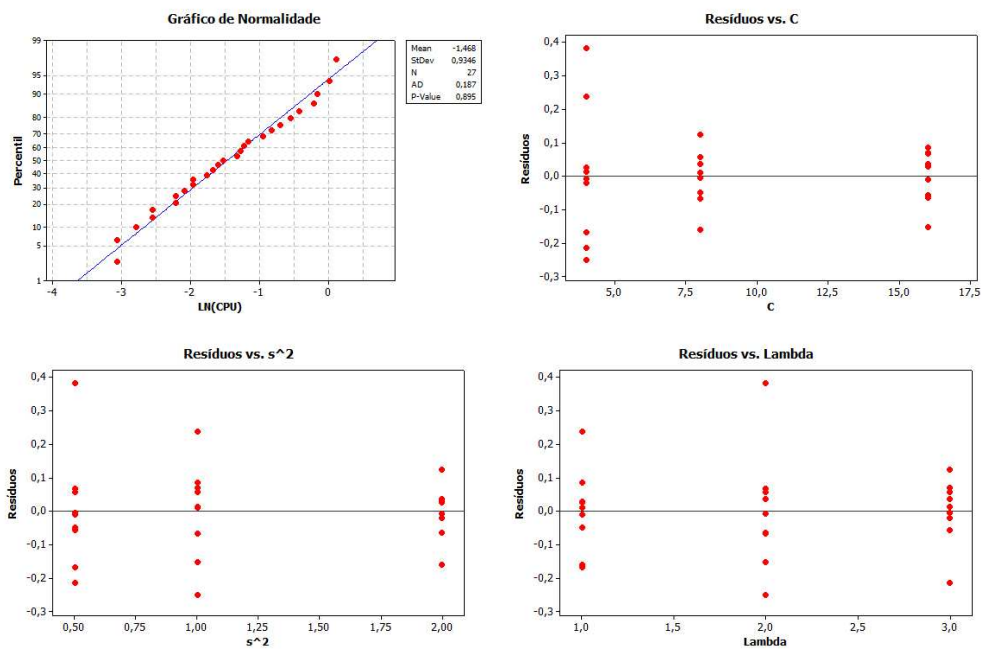 Gráfico de Normalidade
Percentil
99
95
90
80
70
60
50
40
30
20
10
5
1
-4 -3 -2 -1 0
LN(CPU)
Mean -1,468
StDev 0,9346
N 27
AD 0,187
P-Value 0,895
Resíduos vs. C
Resíduos
0,4
0,3
0,2
0,1
0,0
-0,1
-0,2
-0,3
5,0 7,5 10,0 12,5 15,0 17,5
C
Resíduos vs. s^2
Resíduos
0,4
0,3
0,2
0,1
0,0
-0,1
-0,2
-0,3
0,50 0,75 1,00 1,25 1,50 1,75 2,00
s^2
Resíduos vs. Lambda
Resíduos
0,4
0,3
0,2
0,1
0,0
-0,1
-0,2
-0,3
1,0 1,5 2,0 2,5 3,0
Lambda